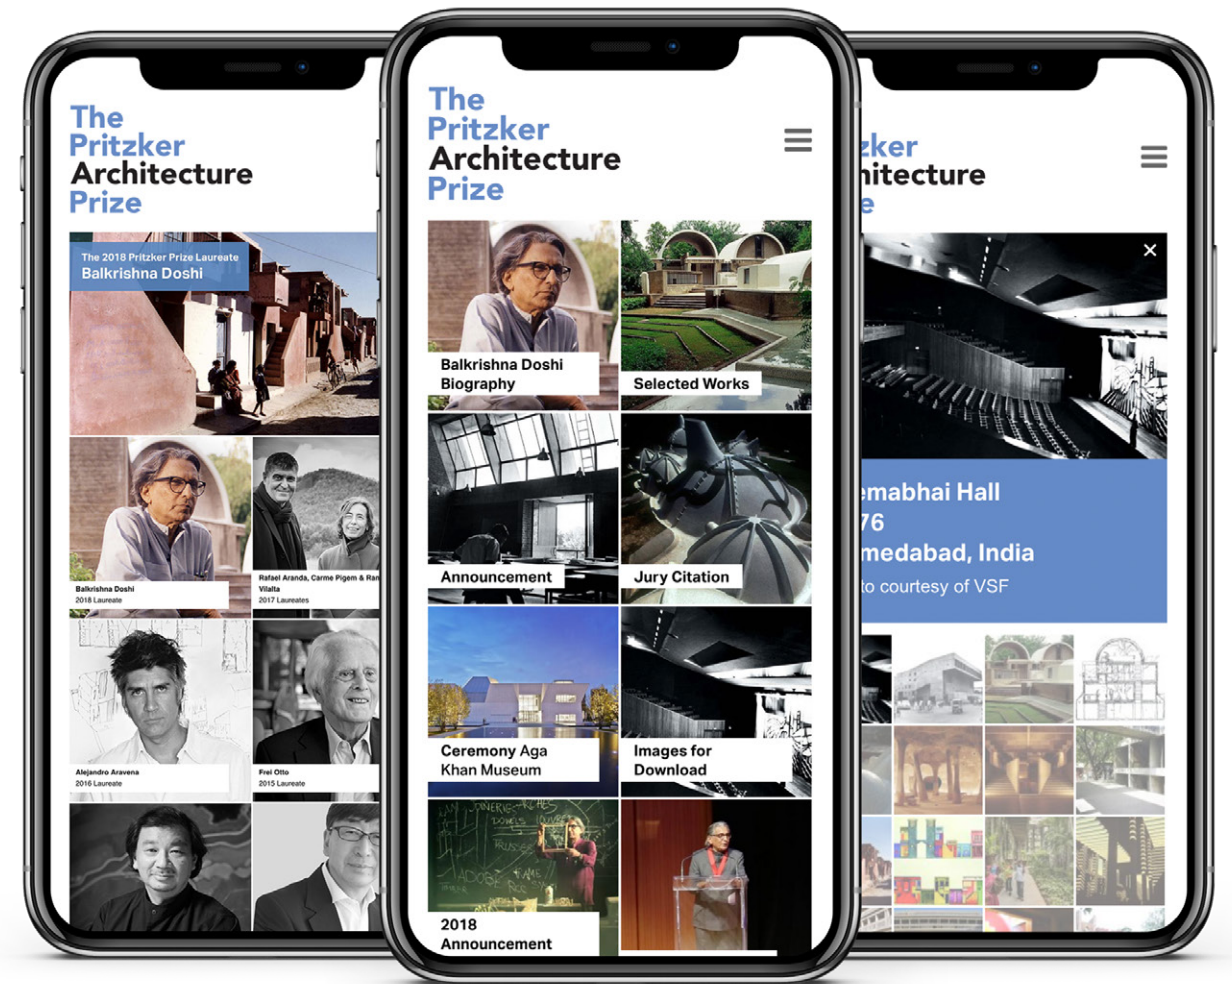 The
Pritzker
Architecture
Prize
The 2018 Pritzker Prize Laureate
Balkrishna Doshi
Balkrishna Doshi
2018 Laureate
Rafael Aranda, Carme Pigem & Ran
Vilalta
2017 Laureates
Alejandro Aravena
2016 Laureate
Frei Otto
2015 Laureate
The
Pritzker
Architecture
Prize
Balkrishna Doshi
Biography
Selected Works
Announcement
Jury Citation
Ceremony Aga
Khan Museum
Images for
Download
2018
Announcement
zker
hitecture
e
emabhai Hall
76
medabad, India
to courtesy of VSF